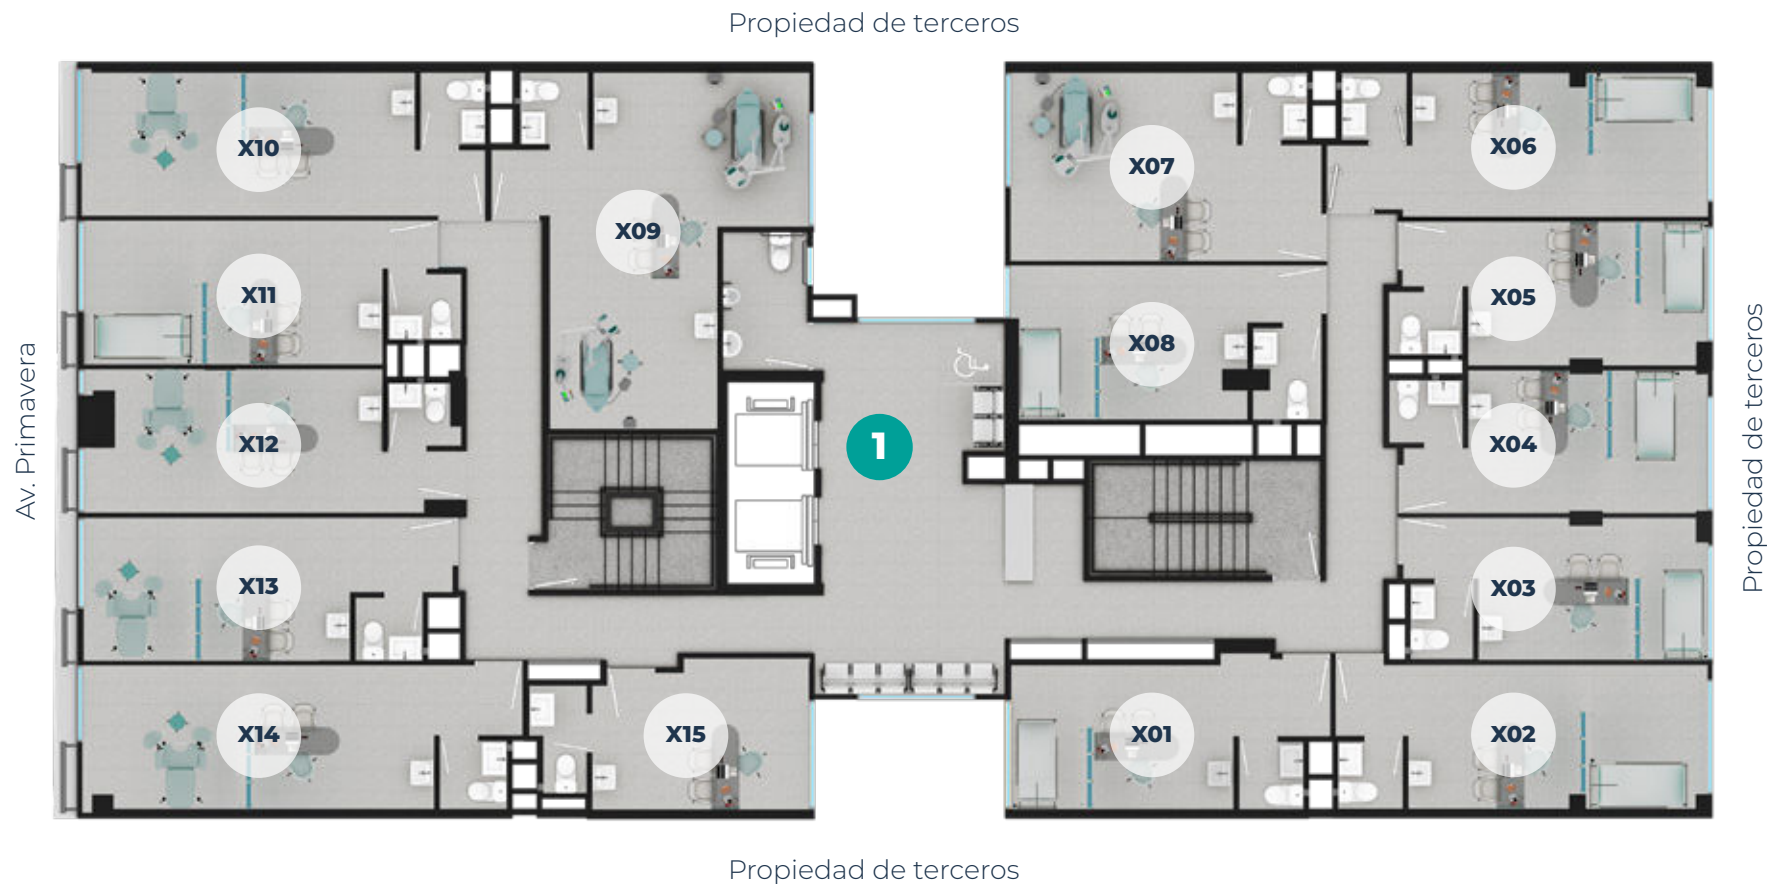 Propiedad de terceros
X10
X07
X06
X09
X11
X05
X08
Av. Primavera
Propiedad de terceros
X12
1
X04
X13
X03
X14
X15
X01
X02
Propiedad de terceros